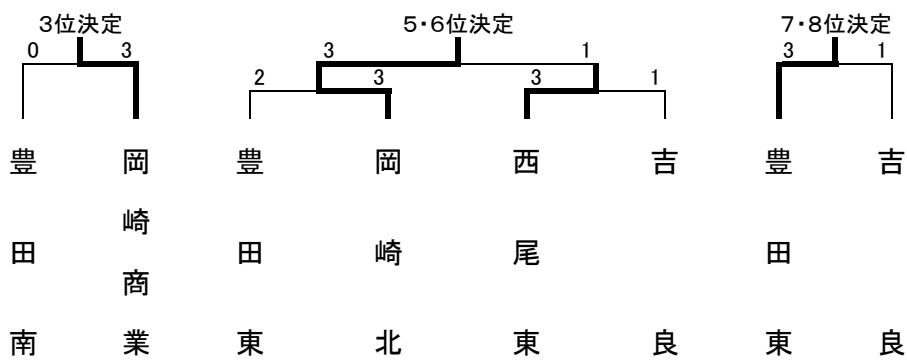 3位決定 5・6位決定 7・8位決定
0 3 3 1 3 1
2 3 3 1
豊田南 岡崎商業 豊田東 岡崎北 西尾東 吉良 豊田東 吉良